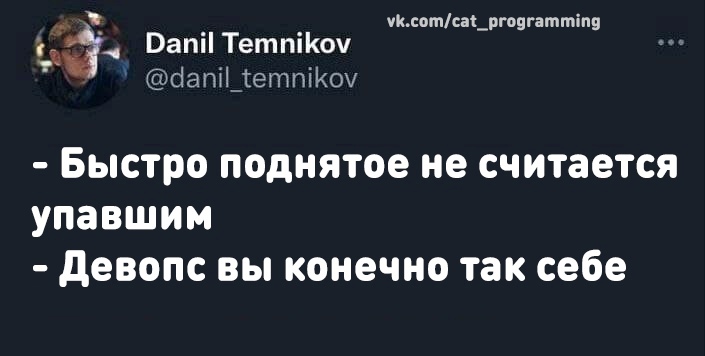 vk.com/cat_programming
Danil Temnikov
@danil_temnikov
- Быстро поднятое не считается
упавшим
- Девопс вы конечно так себе